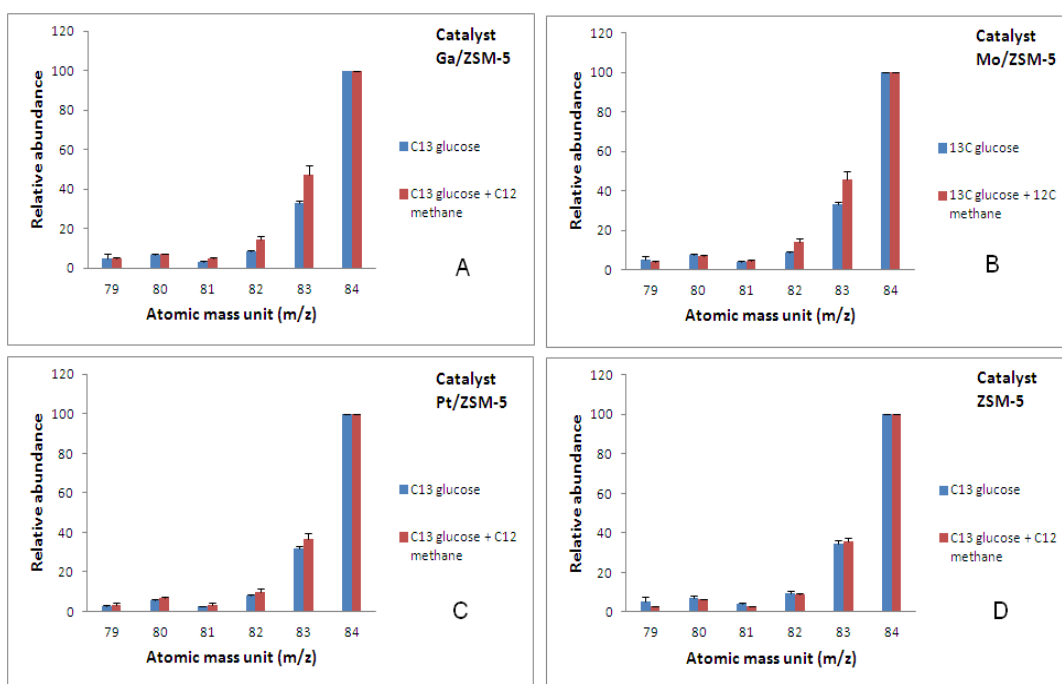 Catalyst
Ga/ZSM-5
120
100
80
60
40
20
0
Relative abundance
79 80 81 82 83 84
Atomic mass unit (m/z)
C13 glucose
C13 glucose + C12
methane
A
Catalyst
Mo/ZSM-5
120
100
80
60
40
20
0
Relative abundance
79 80 81 82 83 84
Atomic mass unit (m/z)
13C glucose
13C glucose + 12C
methane
B
Catalyst
Pt/ZSM-5
120
100
80
60
40
20
0
Relative abundance
79 80 81 82 83 84
Atomic mass unit (m/z)
C13 glucose
C13 glucose + C12
methane
C
Catalyst
ZSM-5
120
100
80
60
40
20
0
Relative abundance
79 80 81 82 83 84
Atomic mass unit (m/z)
C13 glucose
C13 glucose + C12
methane
D